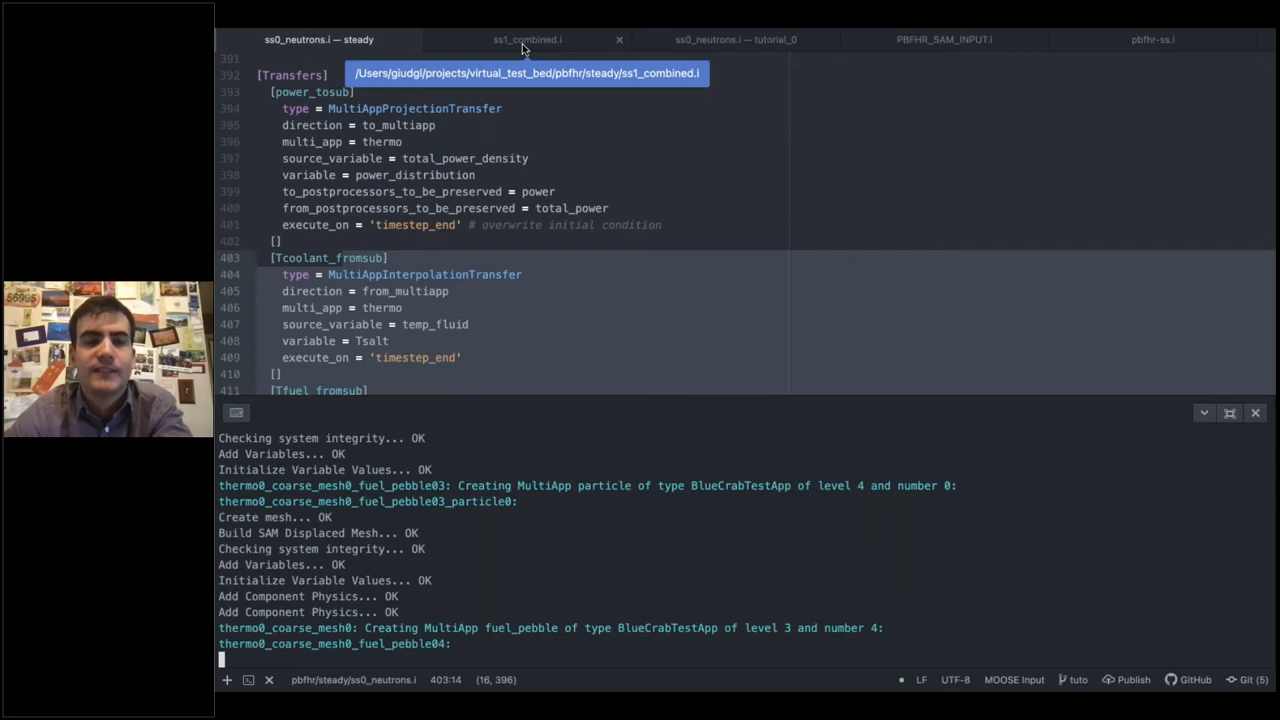 ss0_neutrons.i — steady
ss1_combined.i
ss0_neutrons.i — tutorial_0
PBFHR_SAM_INPUT.i
pbfhr-ss.i
/Users/giudgl/projects/virtual_test_bed/pbfhr/steady/ss1_combined.i
391
392 [Transfers]
393 [power_tosub]
394 type = MultiAppProjectionTransfer
395 direction = to_multiapp
396 multi_app = thermo
397 source_variable = total_power_density
398 variable = power_distribution
399 to_postprocessors_to_be_preserved = power
400 from_postprocessors_to_be_preserved = total_power
401 execute_on = 'timestep_end' # overwrite initial condition
402 []
403 [Tcoolant_fromsub]
404 type = MultiAppInterpolationTransfer
405 direction = from_multiapp
406 multi_app = thermo
407 source_variable = temp_fluid
408 variable = Tsalt
409 execute_on = 'timestep_end'
410 []
411 [Tfuel_fromsub]
56995
Checking system integrity... OK
Add Variables... OK
Initialize Variable Values... OK
thermo0_coarse_mesh0_fuel_pebble03: Creating MultiApp particle of type BlueCrabTestApp of level 4 and number 0:
thermo0_coarse_mesh0_fuel_pebble03_particle0:
Create mesh... OK
Build SAM Displaced Mesh... OK
Checking system integrity... OK
Add Variables... OK
Initialize Variable Values... OK
Add Component Physics... OK
Add Component Physics... OK
thermo0_coarse_mesh0: Creating MultiApp fuel_pebble of type BlueCrabTestApp of level 3 and number 4:
thermo0_coarse_mesh0_fuel_pebble04:
pbfhr/steady/ss0_neutrons.i 403:14 (16, 396) LF UTF-8 MOOSE Input tuto Publish GitHub Git (5)